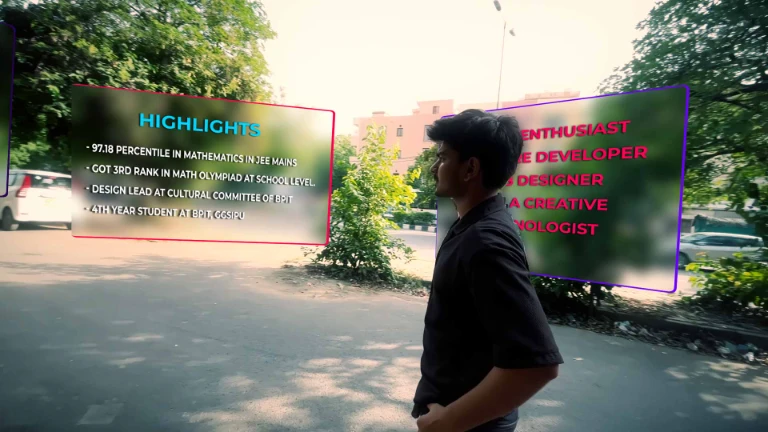 HIGHLIGHTS
- 97.18 PERCENTILE IN MATHEMATICS IN JEE MAINS
- GOT 3RD RANK IN MATH OLYMPIAD AT SCHOOL LEVEL.
- DESIGN LEAD AT CULTURAL COMMITTEE OF BPIT
- 4TH YEAR STUDENT AT BPIT, GGSIPU
ENTHUSIAST
DEVELOPER
DESIGNER
A CREATIVE